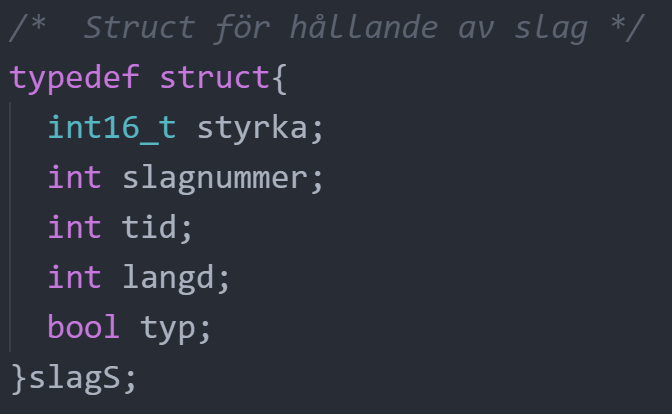 /*  Struct för hållande av slag */
typedef struct{
  int16_t styrka;
  int slagnummer;
  int tid;
  int langd;
  bool typ;
}slagS;